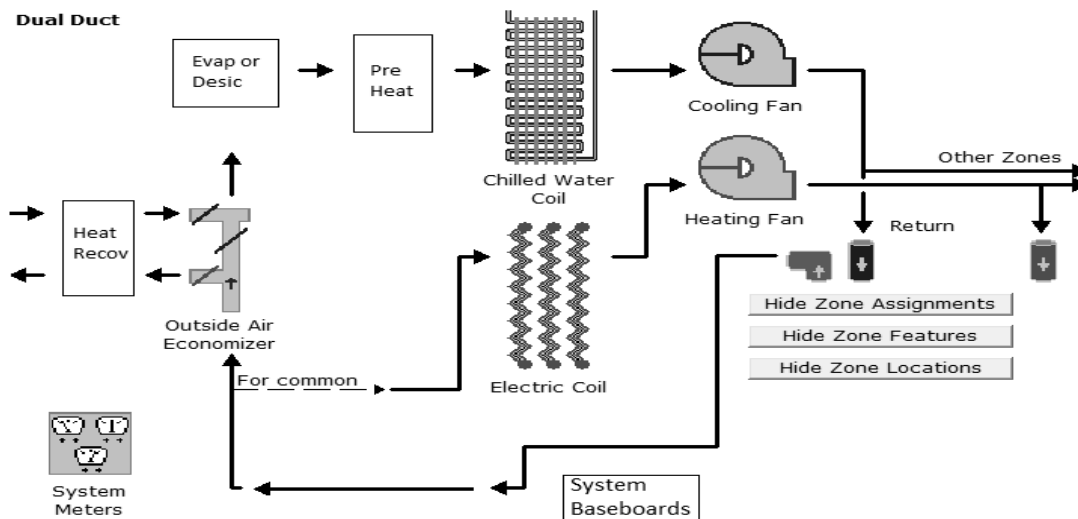 Dual Duct
Evap or
Desic
Pre
Heat
Chilled Water
Coil
Cooling Fan
Other Zones
Heating Fan
Return
Heat
Recov
Outside Air
Economizer
For common
Electric Coil
Hide Zone Assignments
Hide Zone Features
Hide Zone Locations
System
Meters
System
Baseboards